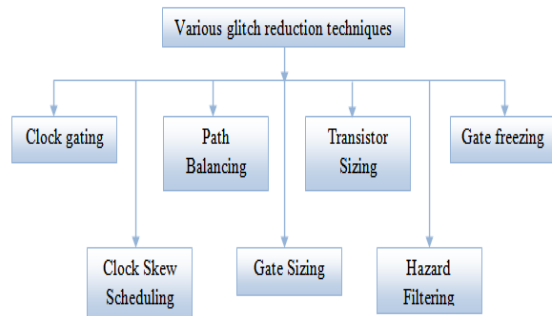 Various glitch reduction techniques
Clock gating
Path
Balancing
Transistor
Sizing
Gate freezing
Clock Skew
Scheduling
Gate Sizing
Hazard
Filtering